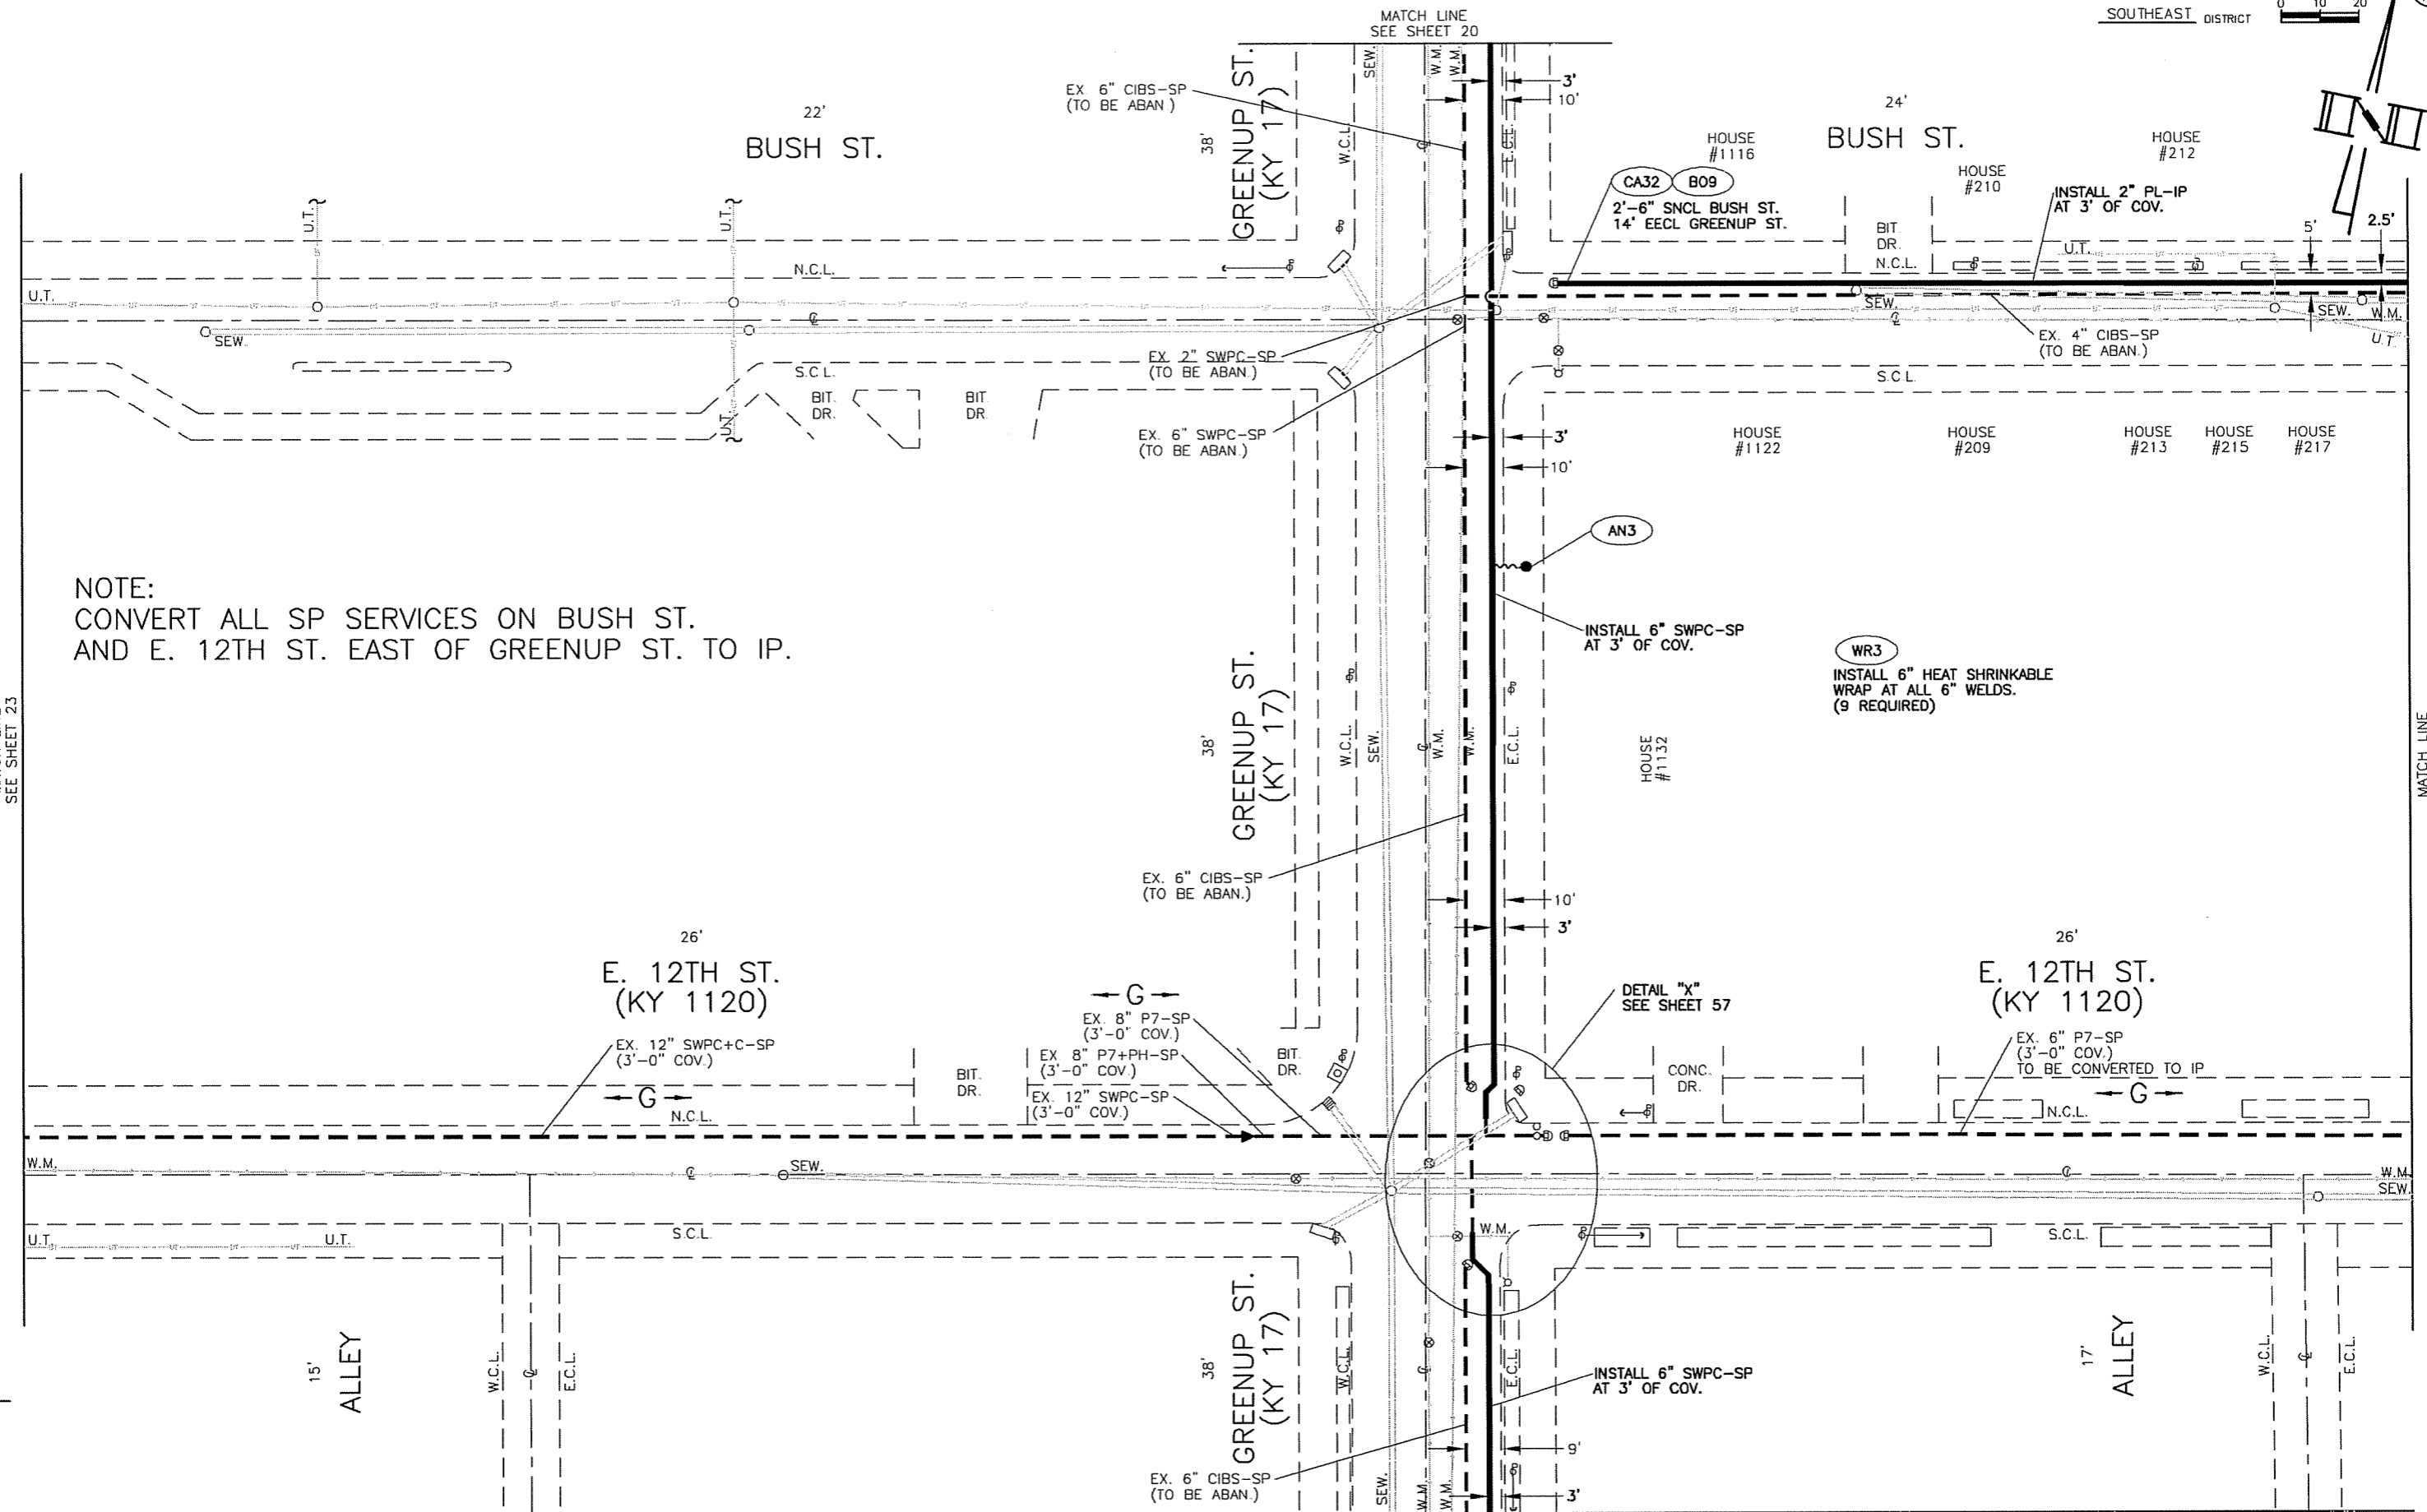 MATCH LINE
SEE SHEET 20
SOUTHEAST DISTRICT
0 10 20
EX 6" CIBS-SP
(TO BE ABAN.)
GREENUP ST.
(KY 17)
38'
W.C.L.
SEW.
W.M.
W.M.
E.C.L.
3'
10'
22'
BUSH ST.
24'
BUSH ST.
HOUSE
#1116
HOUSE
#210
HOUSE
#212
CA32
B09
2'-6" SNCL BUSH ST.
14' EECL GREENUP ST.
INSTALL 2" PL-IP
AT 3' OF COV.
BIT.
DR.
N.C.L.
U.T.
5'
2.5'
U.T.
U.T.
N.C.L.
U.T.
SEW.
SEW.
SEW.
W.M.
U.T.
EX. 4" CIBS-SP
(TO BE ABAN.)
EX. 2" SWPC-SP
(TO BE ABAN.)
S.C.L.
S.C.L.
U.T.
BIT.
DR.
BIT.
DR.
EX. 6" SWPC-SP
(TO BE ABAN.)
3'
10'
HOUSE
#1122
HOUSE
#209
HOUSE
#213
HOUSE
#215
HOUSE
#217
AN3
NOTE:
CONVERT ALL SP SERVICES ON BUSH ST.
AND E. 12TH ST. EAST OF GREENUP ST. TO IP.
INSTALL 6" SWPC-SP
AT 3' OF COV.
WR3
INSTALL 6" HEAT SHRINKABLE
WRAP AT ALL 6" WELDS.
(9 REQUIRED)
SEE SHEET 23
MATCH LINE
38'
GREENUP ST.
(KY 17)
W.C.L.
SEW.
W.M.
W.M.
E.C.L.
HOUSE
#1132
EX. 6" CIBS-SP
(TO BE ABAN.)
10'
3'
26'
E. 12TH ST.
(KY 1120)
26'
E. 12TH ST.
(KY 1120)
G
DETAIL "X"
SEE SHEET 57
EX. 8" P7-SP
(3'-0" COV.)
EX. 12" SWPC+C-SP
(3'-0" COV.)
EX 8" P7+PH-SP
(3'-0" COV.)
EX. 12" SWPC-SP
(3'-0" COV.)
BIT.
DR.
BIT.
DR.
CONC.
DR.
EX. 6" P7-SP
(3'-0" COV.)
TO BE CONVERTED TO IP
G
N.C.L.
G
N.C.L.
W.M.
SEW.
W.M.
SEW.
W.M.
S.C.L.
S.C.L.
U.T.
U.T.
15'
ALLEY
W.C.L.
E.C.L.
38'
GREENUP ST.
(KY 17)
W.C.L.
E.C.L.
SEW.
W.M.
W.M.
INSTALL 6" SWPC-SP
AT 3' OF COV.
EX. 6" CIBS-SP
(TO BE ABAN.)
9'
3'
17'
ALLEY
W.C.L.
E.C.L.